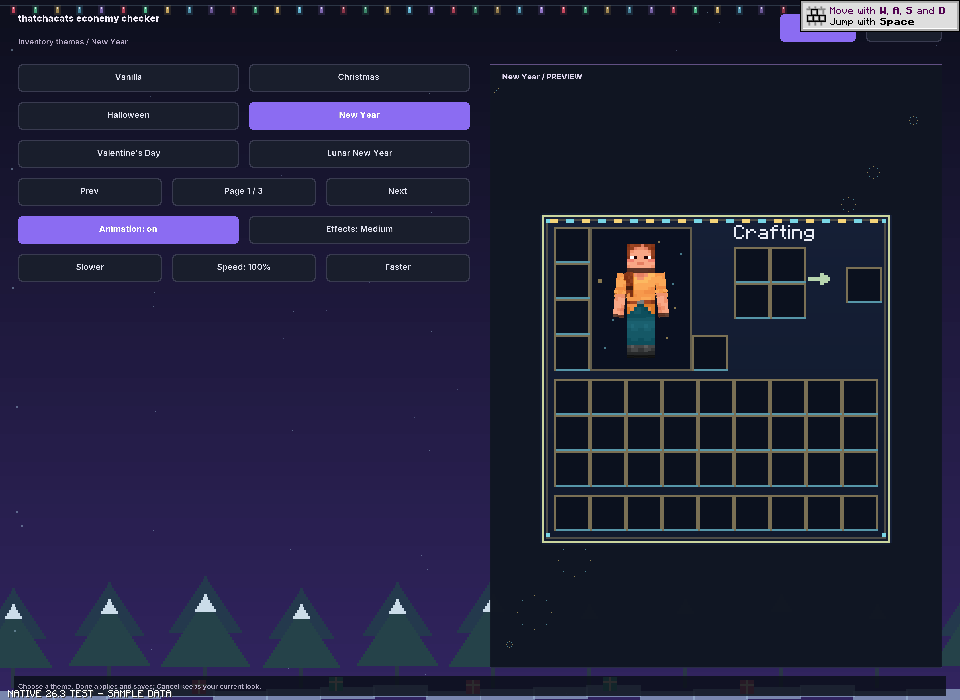 thatchacats economy checker
Move with W, A, S and D
Jump with Space
Inventory themes / New Year
Vanilla
Christmas
Halloween
New Year
Valentine's Day
Lunar New Year
Prev
Page 1 / 3
Next
Animation: on
Effects: Medium
Slower
Speed: 100%
Faster
New Year / PREVIEW
Crafting
Choose a theme. Done applies and saves; Cancel keeps your current look.
NATIVE 26.3 TEST - SAMPLE DATA